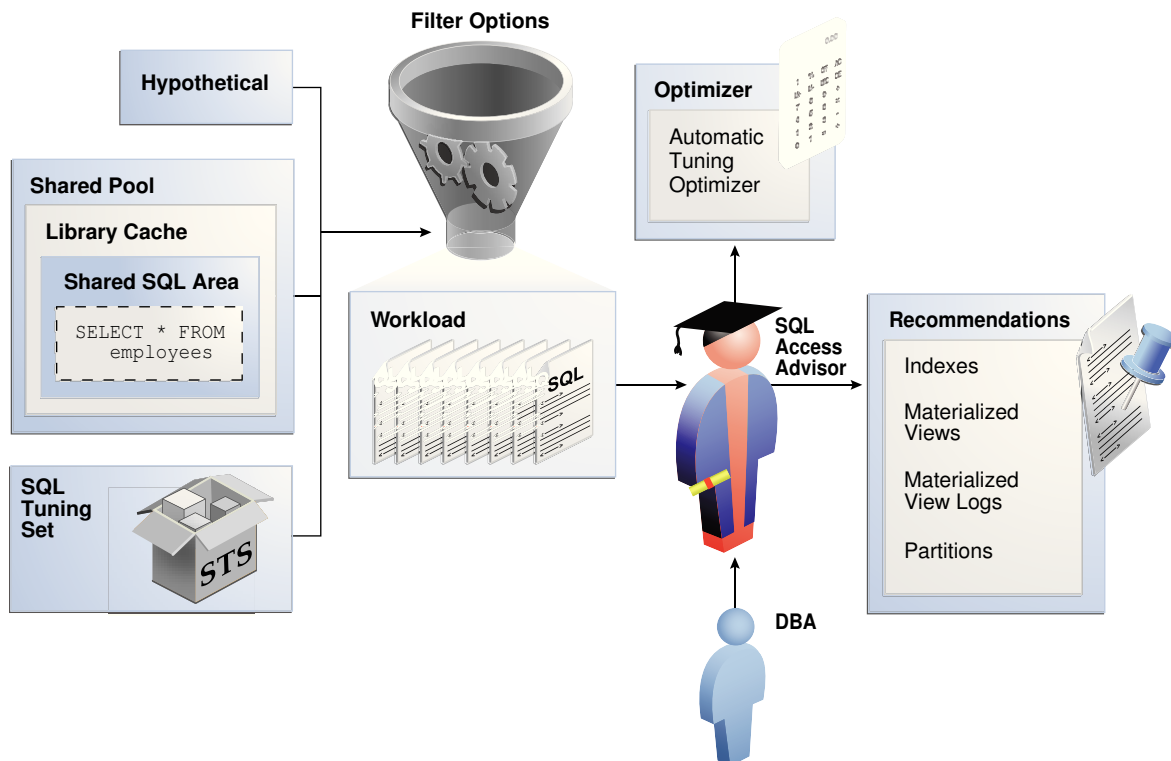 Filter Options
Hypothetical
Shared Pool
Library Cache
Shared SQL Area
SELECT * FROM
employees
SQL
Tuning
Set
STS
Workload
SQL
Optimizer
Automatic
Tuning
Optimizer
SQL
Access
Advisor
DBA
Recommendations
Indexes
Materialized
Views
Materialized
View Logs
Partitions